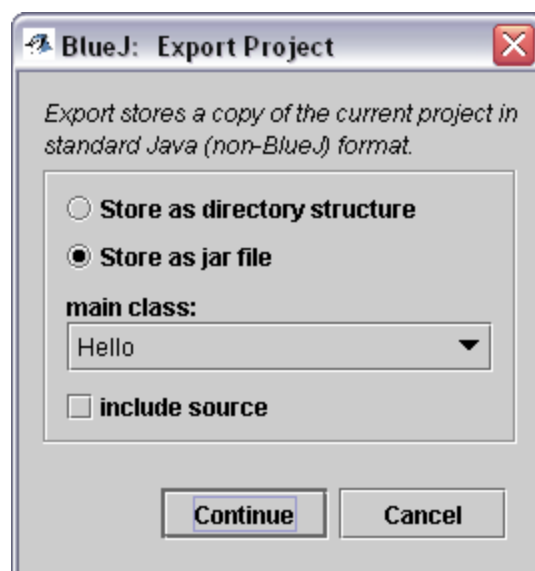 BlueJ: Export Project
Export stores a copy of the current project in
standard Java (non-BlueJ) format.
Store as directory structure
Store as jar file
main class:
Hello
include source
Continue Cancel